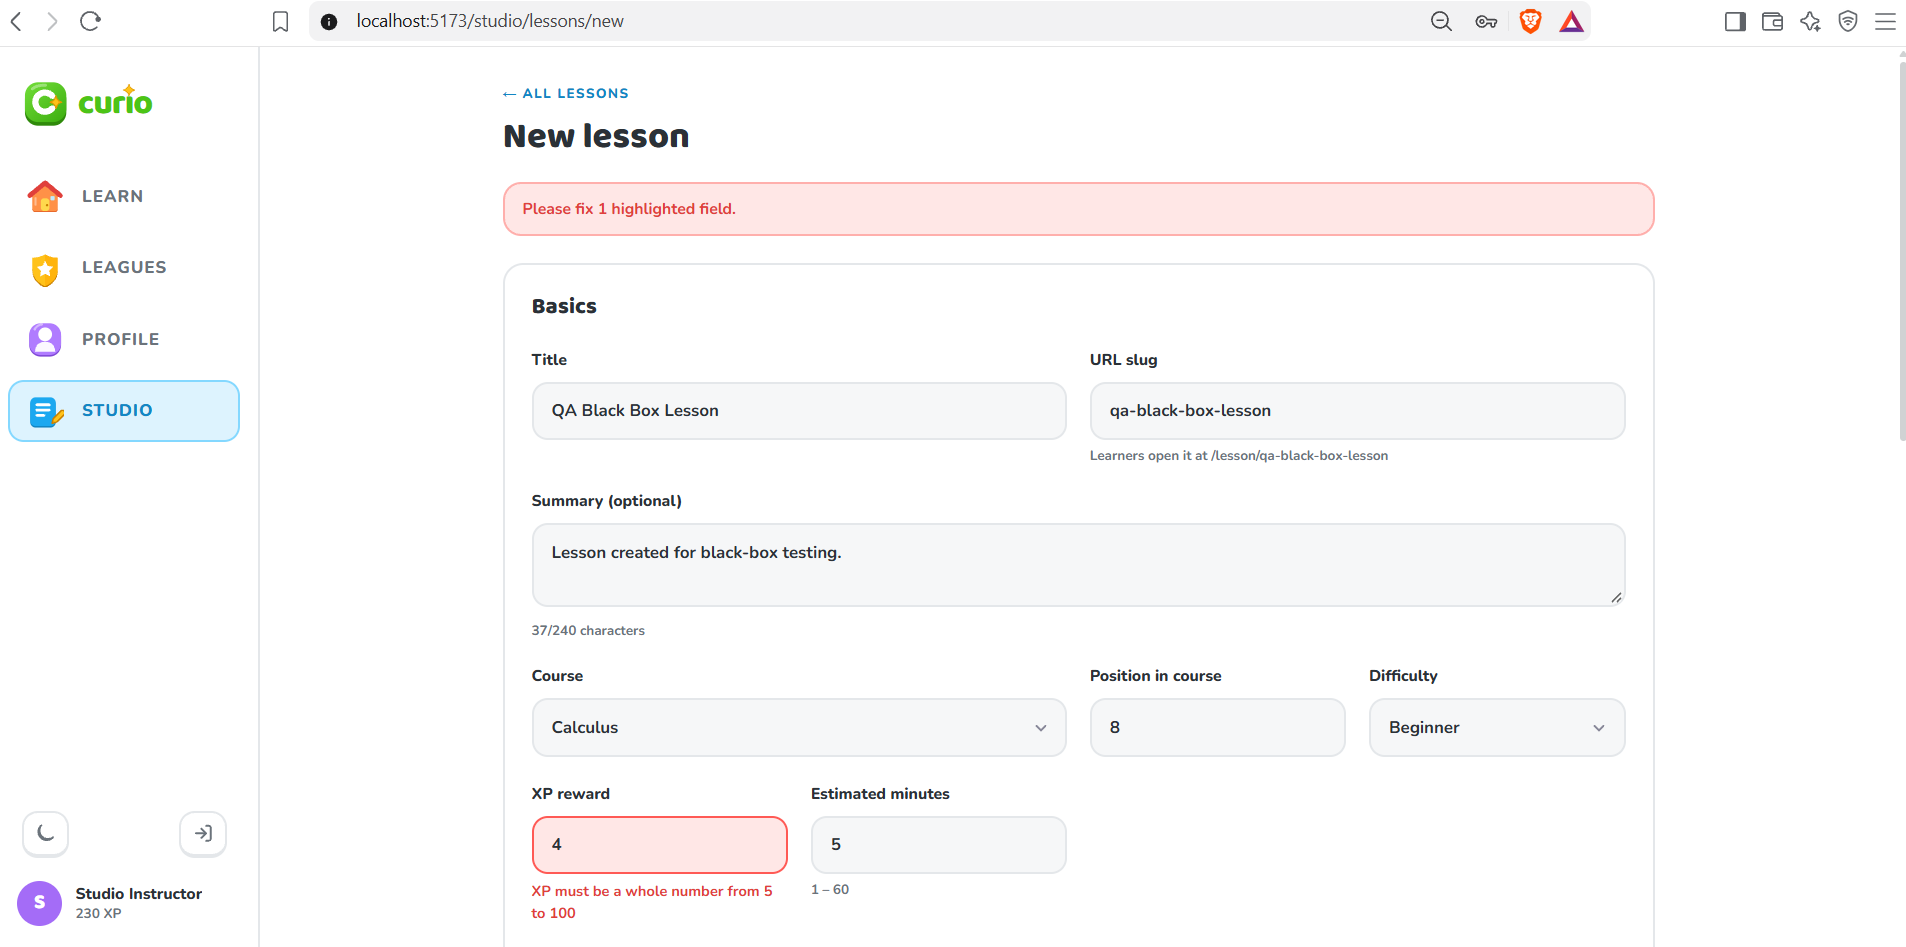 localhost:5173/studio/lessons/new
curio
LEARN
LEAGUES
PROFILE
STUDIO
S
Studio Instructor
230 XP
← ALL LESSONS
New lesson
Please fix 1 highlighted field.
Basics
Title
URL slug
QA Black Box Lesson
qa-black-box-lesson
Learners open it at /lesson/qa-black-box-lesson
Summary (optional)
Lesson created for black-box testing.
37/240 characters
Course
Position in course
Difficulty
Calculus
8
Beginner
XP reward
Estimated minutes
4
5
XP must be a whole number from 5
to 100
1 – 60